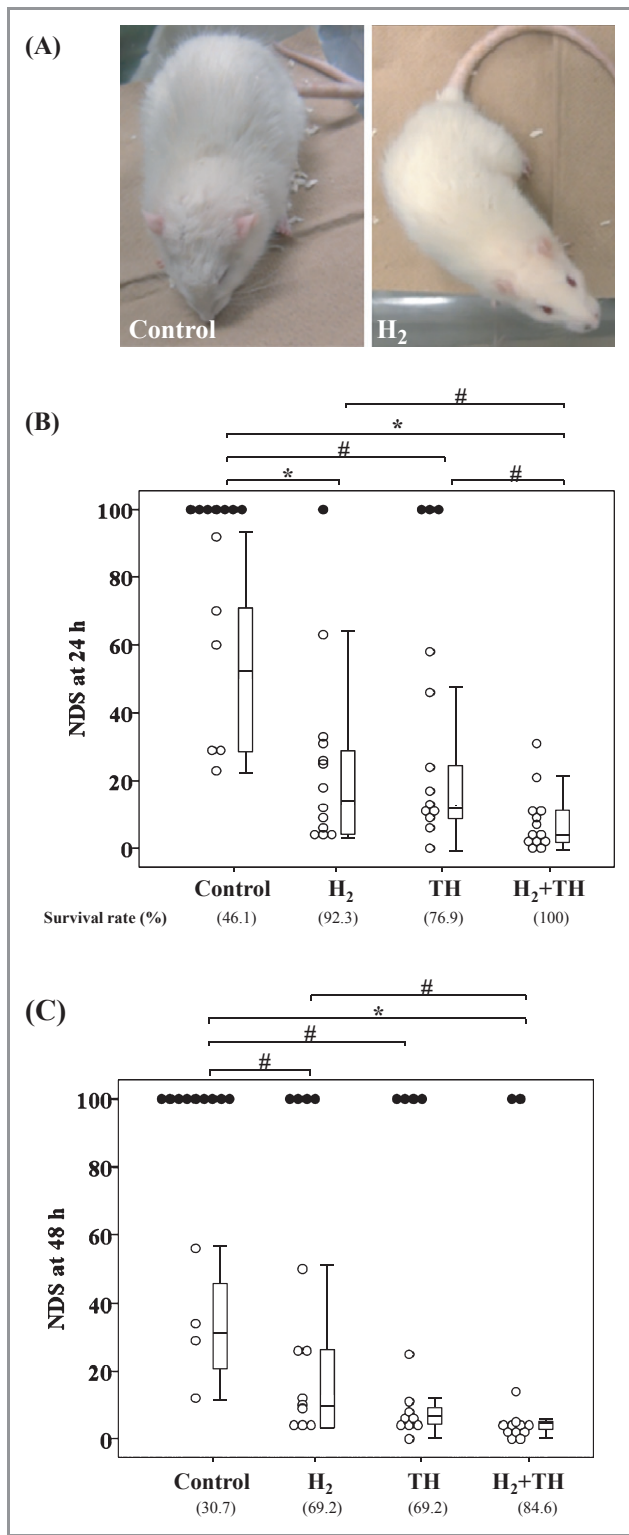 (A)
Control H₂
(B)
#
*
#
* #
100
80
60
40
20
0
NDS at 24 h
Control H₂ TH H₂+TH
Survival rate (%) (46.1) (92.3) (76.9) (100)
(C)
#
*
#
#
100
80
60
40
20
0
NDS at 48 h
Control H₂ TH H₂+TH
(30.7) (69.2) (69.2) (84.6)